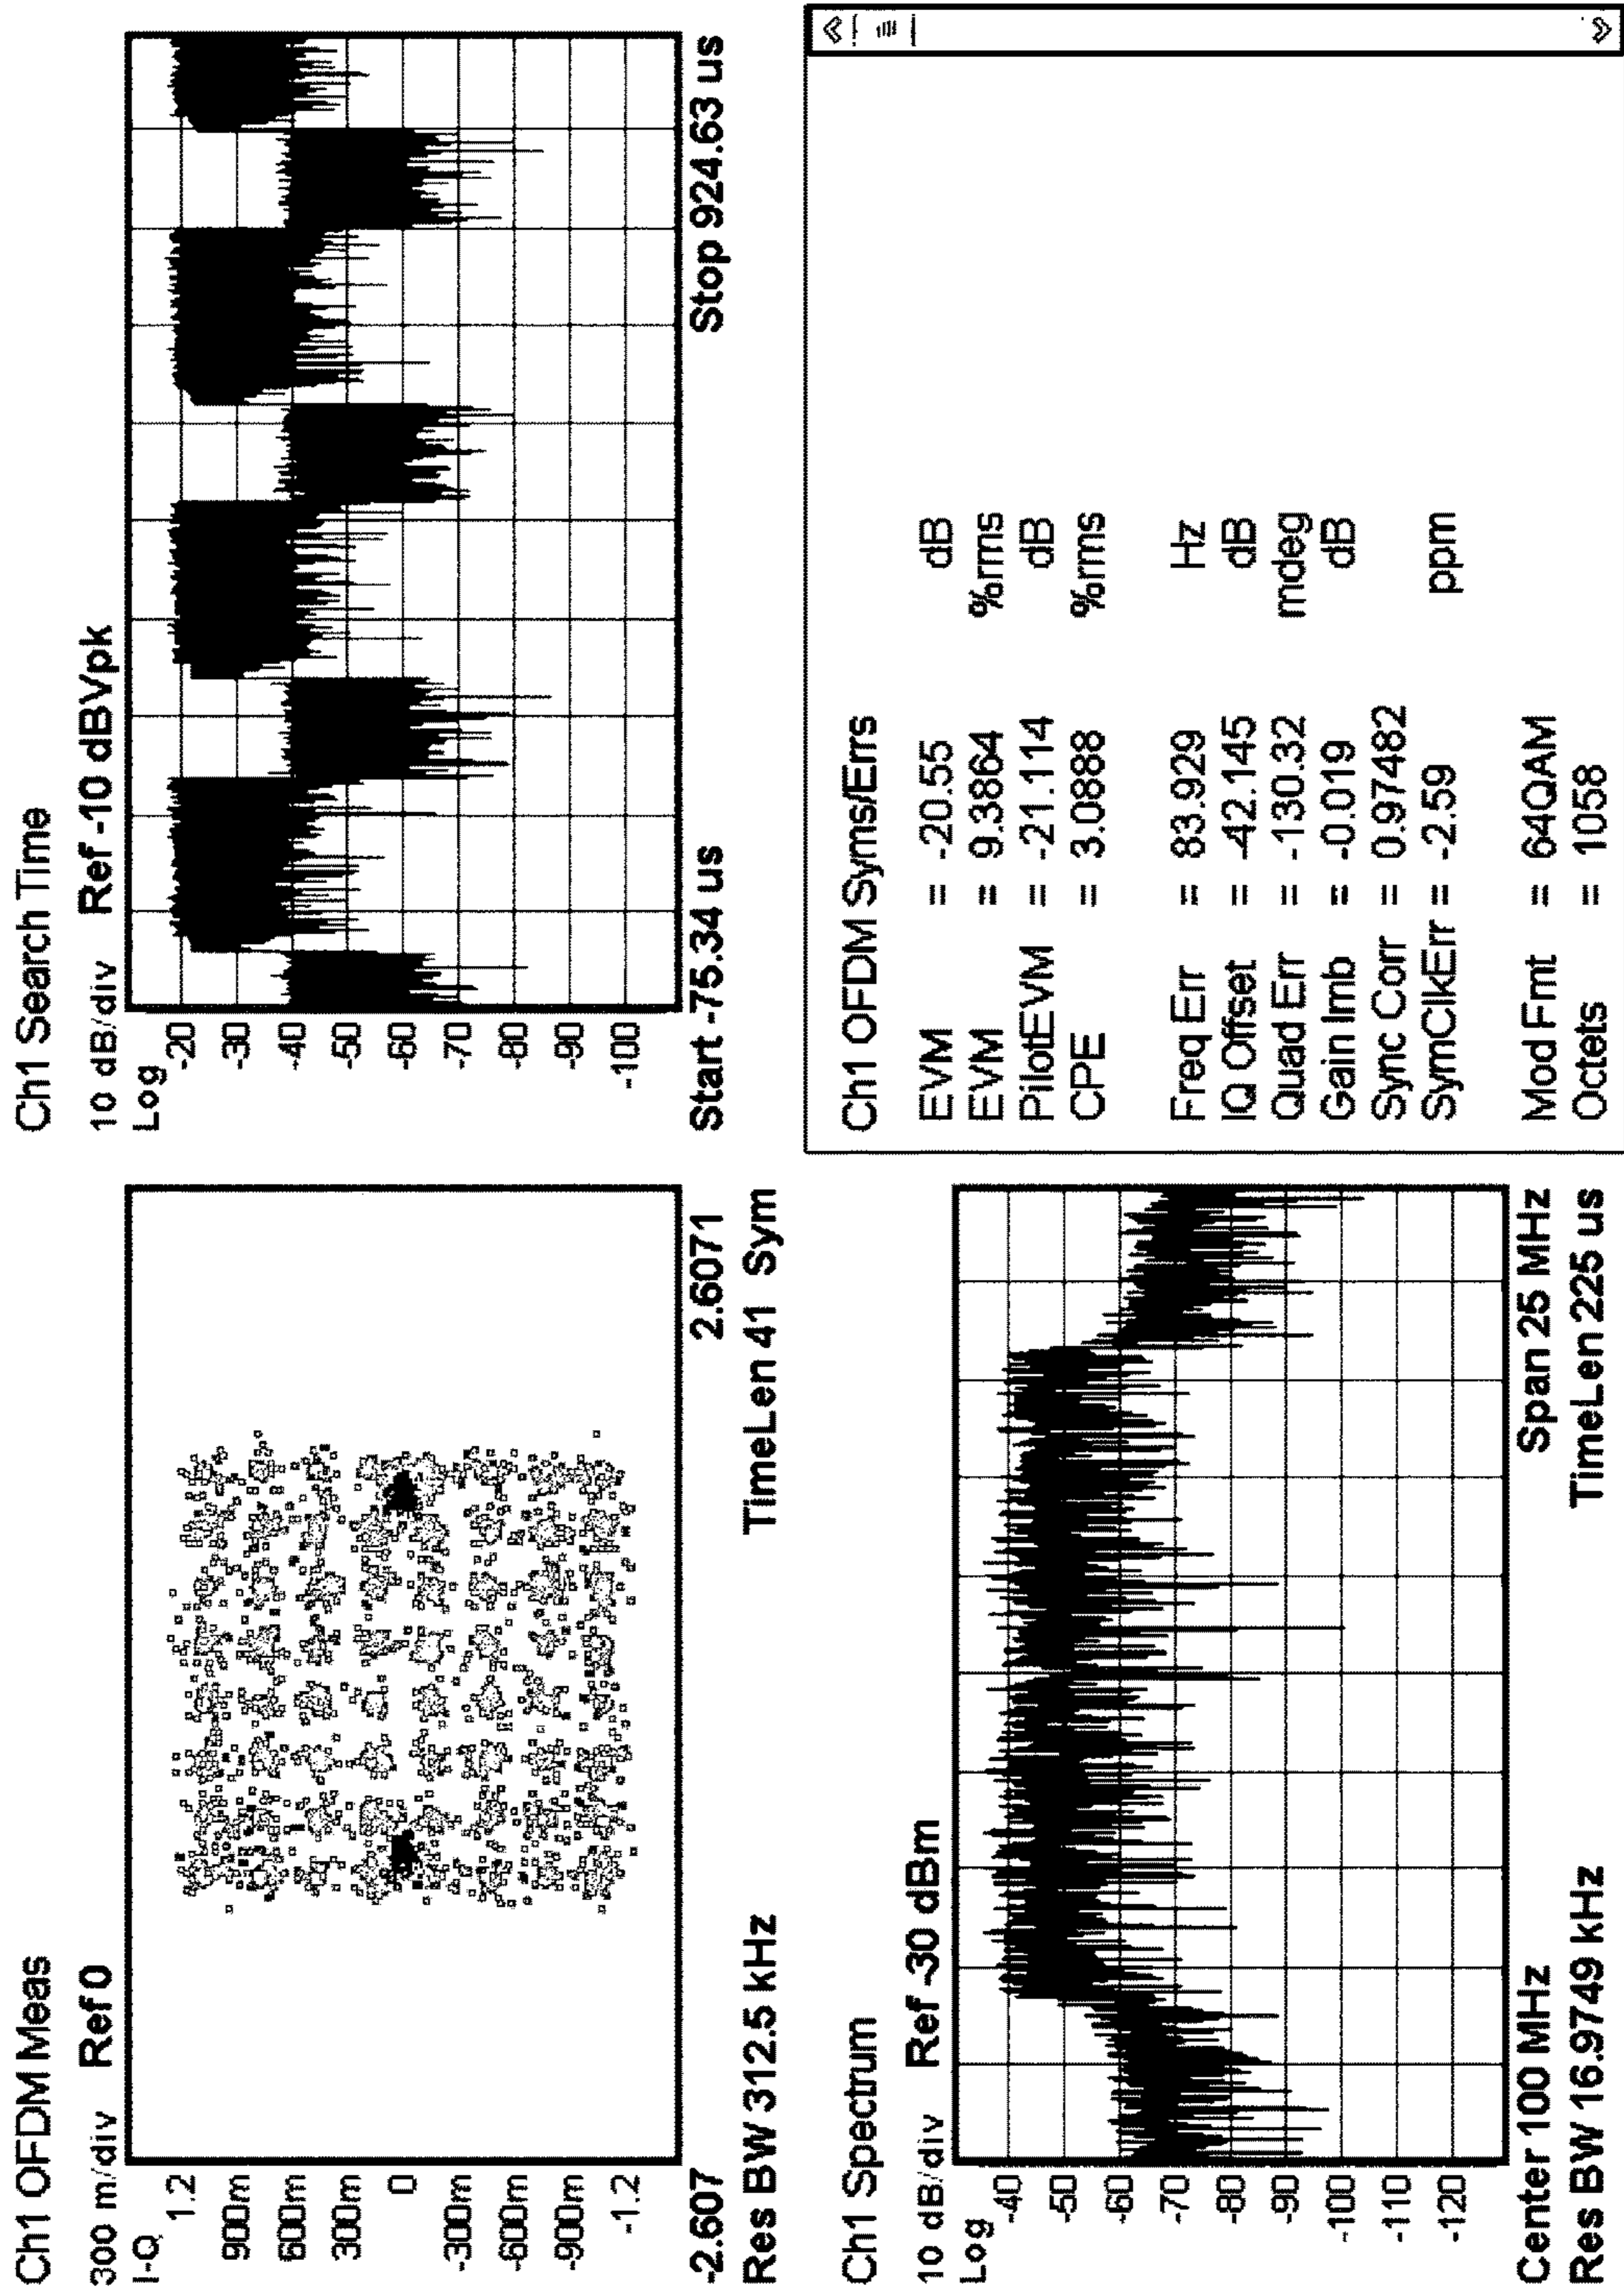 Ch1 OFDM Meas
300 m/div Ref 0
I-Q
1.2
900m
600m
300m
0
-300m
-600m
-900m
-1.2
-2.607 2.6071
Res BW 312.5 kHz TimeLen 41 Sym
Ch1 Search Time
10 dB/div Ref -10 dBVpk
Log
-20
-30
-40
-50
-60
-70
-80
-90
-100
Start -75.34 us Stop 924.63 us
Ch1 Spectrum
10 dB/div Ref -30 dBm
Log
-40
-50
-60
-70
-80
-90
-100
-110
-120
Center 100 MHz Span 25 MHz
Res BW 16.9749 kHz TimeLen 225 us
Ch1 OFDM Syms/Errs
EVM = -20.55 dB
EVM = 9.3864 %rms
PilotEVM = -21.114 dB
CPE = 3.0888 %rms
Freq Err = 83.929 Hz
IQ Offset = -42.145 dB
Quad Err = -130.32 mdeg
Gain Imb = -0.019 dB
Sync Corr = 0.97482
SymClkErr = -2.59 ppm
Mod Fmt = 64QAM
Octets = 1058